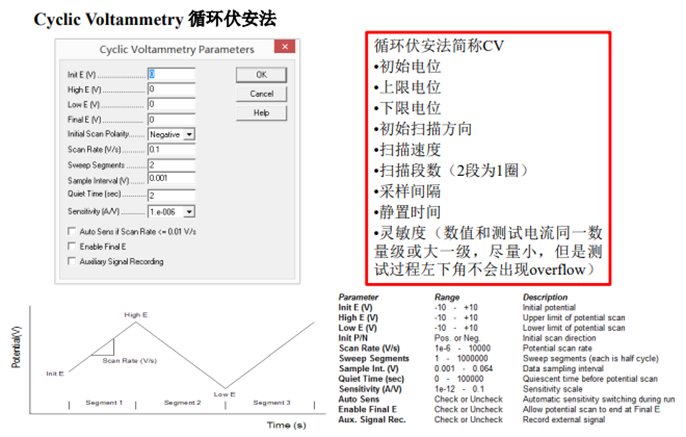 Cyclic Voltammetry 循环伏安法
Cyclic Voltammetry Parameters
Init E (V)
0
High E (V)
0
Low E (V)
0
Final E (V)
0
Initial Scan Polarity
Negative
Scan Rate (V/s)
0.1
Sweep Segments
2
Sample Interval (V)
0.001
Quiet Time (sec)
2
Sensitivity (A/V)
1.e-006
Auto Sens if Scan Rate <= 0.01 V/s
Enable Final E
Auxiliary Signal Recording
OK
Cancel
Help
循环伏安法简称CV
•初始电位
•上限电位
•下限电位
•初始扫描方向
•扫描速度
•扫描段数（2段为1圈）
•采样间隔
•静置时间
•灵敏度（数值和测试电流同一数
量级或大一级，尽量小，但是测
试过程左下角不会出现overflow）
Potential(V)
High E
Init E
Scan Rate (V/s)
Low E
Segment 1
Segment 2
Segment 3
Time (s)
Parameter Range Description
Init E (V) -10 - +10 Initial potential
High E (V) -10 - +10 Upper limit of potential scan
Low E (V) -10 - +10 Lower limit of potential scan
Init P/N Pos. or Neg. Initial scan direction
Scan Rate (V/s) 1e-6 - 10000 Potential scan rate
Sweep Segments 1 - 1000000 Sweep segments (each is half cycle)
Sample Int. (V) 0.001 - 0.064 Data sampling interval
Quiet Time (sec) 0 - 100000 Quiescent time before potential scan
Sensitivity (A/V) 1e-12 - 0.1 Sensitivity scale
Auto Sens Check or Uncheck Automatic sensitivity switching during run
Enable Final E Check or Uncheck Allow potential scan to end at Final E
Aux. Signal Rec. Check or Uncheck Record external signal